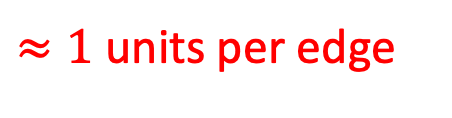 ≈ 1 units per edge